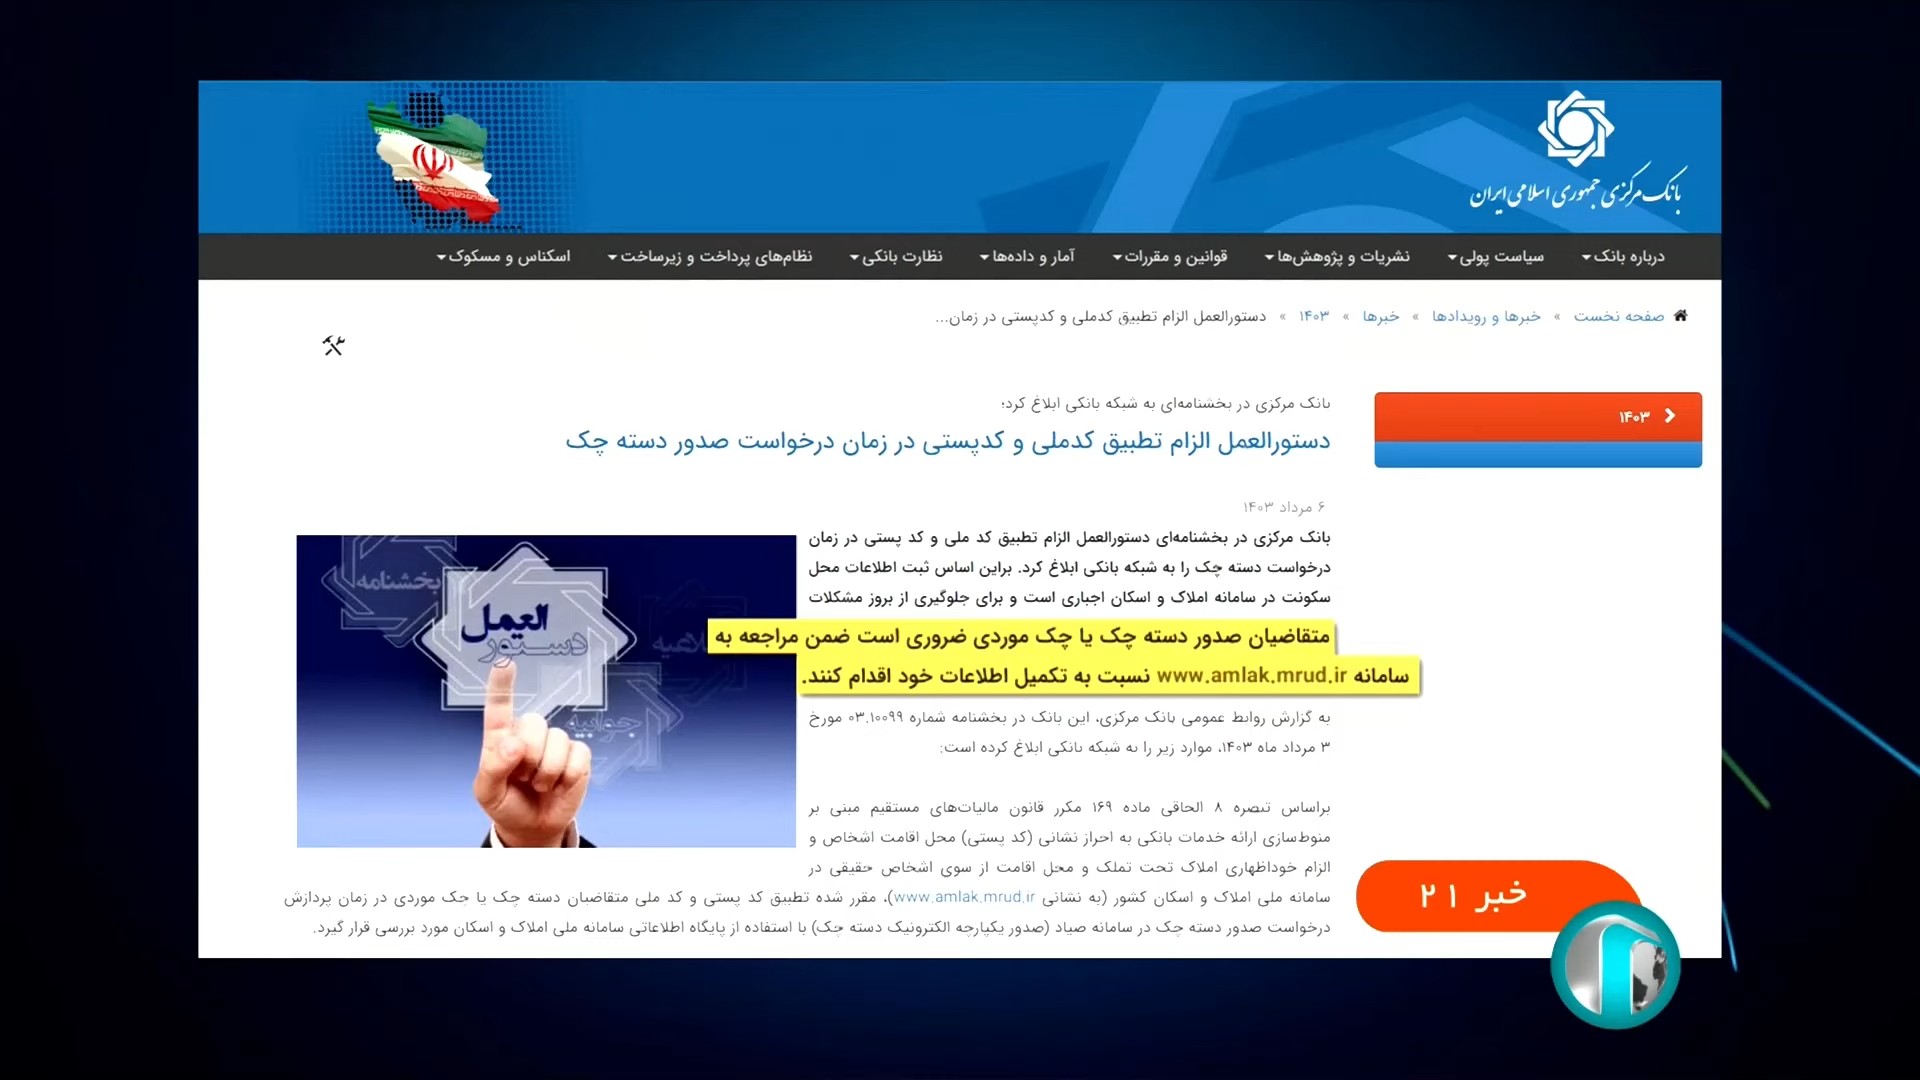 بانک مرکزی جمهوری اسلامی ایران
درباره بانک
سیاست پولی
نشریات و پژوهش‌ها
قوانین و مقررات
آمار و داده‌ها
نظارت بانکی
نظام‌های پرداخت و زیرساخت
اسکناس و مسکوک
صفحه نخست » خبرها و رویدادها » خبرها » ۱۴۰۳ » دستورالعمل الزام تطبیق کدملی و کدپستی در زمان...
۱۴۰۳
بانک مرکزی در بخشنامه‌ای به شبکه بانکی ابلاغ کرد؛
دستورالعمل الزام تطبیق کدملی و کدپستی در زمان درخواست صدور دسته چک
۶ مرداد ۱۴۰۳
بانک مرکزی در بخشنامه‌ای دستورالعمل الزام تطبیق کد ملی و کد پستی در زمان
درخواست دسته چک را به شبکه بانکی ابلاغ کرد. براین اساس ثبت اطلاعات محل
سکونت در سامانه املاک و اسکان اجباری است و برای جلوگیری از بروز مشکلات
متقاضیان صدور دسته چک یا چک موردی ضروری است ضمن مراجعه به
سامانه www.amlak.mrud.ir نسبت به تکمیل اطلاعات خود اقدام کنند.
به گزارش روابط عمومی بانک مرکزی، این بانک در بخشنامه شماره ۰۳.۱۰۰۹۹ مورخ
۳ مرداد ماه ۱۴۰۳، موارد زیر را به شبکه بانکی ابلاغ کرده است:
براساس تبصره ۸ الحاقی ماده ۱۶۹ مکرر قانون مالیات‌های مستقیم مبنی بر
منوط‌سازی ارائه خدمات بانکی به احراز نشانی (کد پستی) محل اقامت اشخاص و
الزام خوداظهاری املاک تحت تملک و محل اقامت از سوی اشخاص حقیقی در
سامانه ملی املاک و اسکان کشور (به نشانی www.amlak.mrud.ir)، مقرر شده تطبیق کد پستی و کد ملی متقاضیان دسته چک یا چک موردی در زمان پردازش
درخواست صدور دسته چک در سامانه صیاد (صدور یکپارچه الکترونیک دسته چک) با استفاده از پایگاه اطلاعاتی سامانه ملی املاک و اسکان مورد بررسی قرار گیرد.
بخشنامه
العمل
دستور
جوابیه
خبر ۲۱